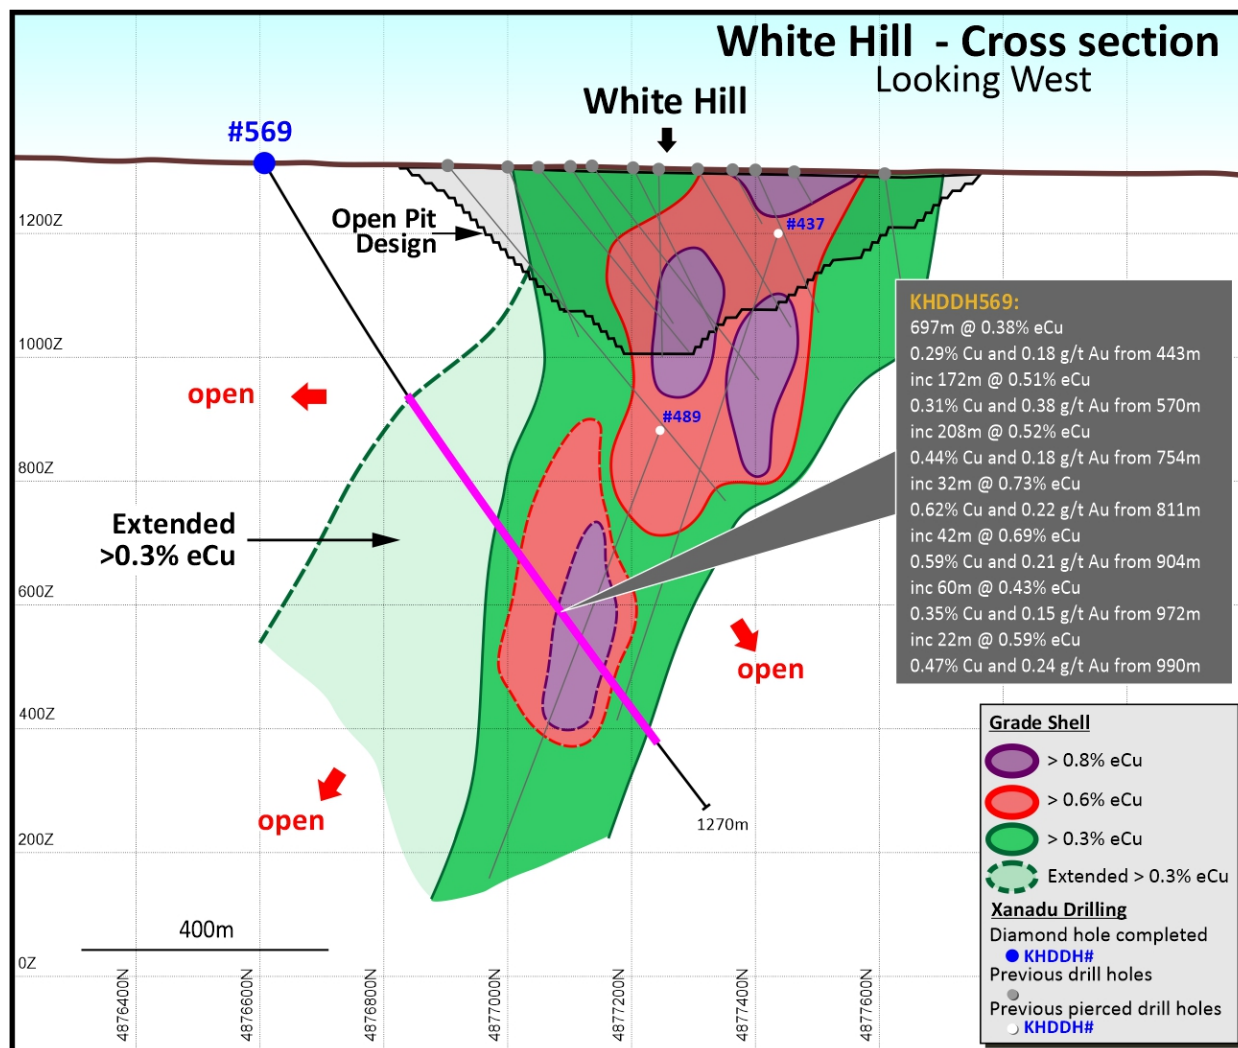 White Hill - Cross section
Looking West
White Hill
#569
Open Pit
Design
#437
#489
1200Z
1000Z
800Z
600Z
400Z
200Z
0Z
open
Extended
>0.3% eCu
open
open
1270m
400m
KHDDH569:
697m @ 0.38% eCu
0.29% Cu and 0.18 g/t Au from 443m
inc 172m @ 0.51% eCu
0.31% Cu and 0.38 g/t Au from 570m
inc 208m @ 0.52% eCu
0.44% Cu and 0.18 g/t Au from 754m
inc 32m @ 0.73% eCu
0.62% Cu and 0.22 g/t Au from 811m
inc 42m @ 0.69% eCu
0.59% Cu and 0.21 g/t Au from 904m
inc 60m @ 0.43% eCu
0.35% Cu and 0.15 g/t Au from 972m
inc 22m @ 0.59% eCu
0.47% Cu and 0.24 g/t Au from 990m
Grade Shell
> 0.8% eCu
> 0.6% eCu
> 0.3% eCu
Extended > 0.3% eCu
Xanadu Drilling
Diamond hole completed
KHDDH#
Previous drill holes
Previous pierced drill holes
KHDDH#
4876400N
4876600N
4876800N
4877000N
4877200N
4877400N
4877600N